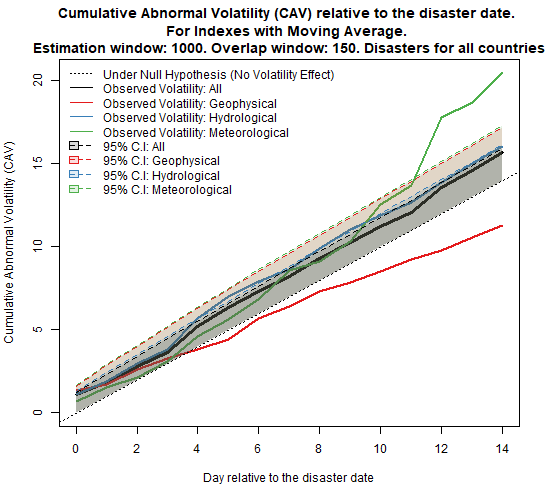 Cumulative Abnormal Volatility (CAV) relative to the disaster date.
For Indexes with Moving Average.
Estimation window: 1000. Overlap window: 150. Disasters for all countries
Under Null Hypothesis (No Volatility Effect)
Observed Volatility: All
Observed Volatility: Geophysical
Observed Volatility: Hydrological
Observed Volatility: Meteorological
95% C.I: All
95% C.I: Geophysical
95% C.I: Hydrological
95% C.I: Meteorological
Cumulative Abnormal Volatility (CAV)
20
15
10
5
0
0 2 4 6 8 10 12 14
Day relative to the disaster date